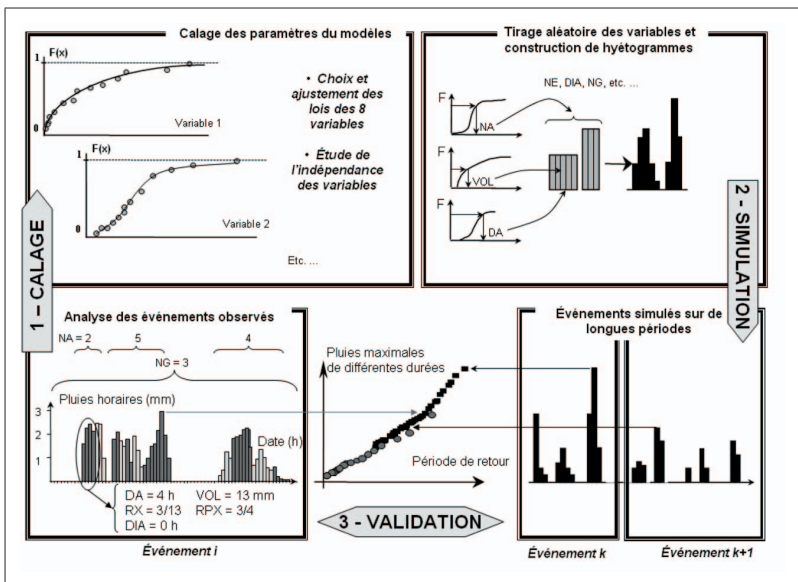 Calage des paramètres du modèles
F(x)
1
0
Variable 1
F(x)
1
0
Variable 2
• Choix et
ajustement des
lois des 8
variables
• Étude de
l'indépendance
des variables
Etc. ...
1 – CALAGE
Tirage aléatoire des variables et
construction de hyétogrammes
NE, DIA, NG, etc. ...
F
NA
F
VOL
F
DA
2 - SIMULATION
Analyse des événements observés
NA = 2
5
4
NG = 3
Pluies horaires (mm)
3
2
1
Date (h)
DA = 4 h
VOL = 13 mm
RX = 3/13
RPX = 3/4
DIA = 0 h
Événement i
Pluies maximales
de différentes durées
Période de retour
3 - VALIDATION
Événements simulés sur de
longues périodes
Événement k
Événement k+1